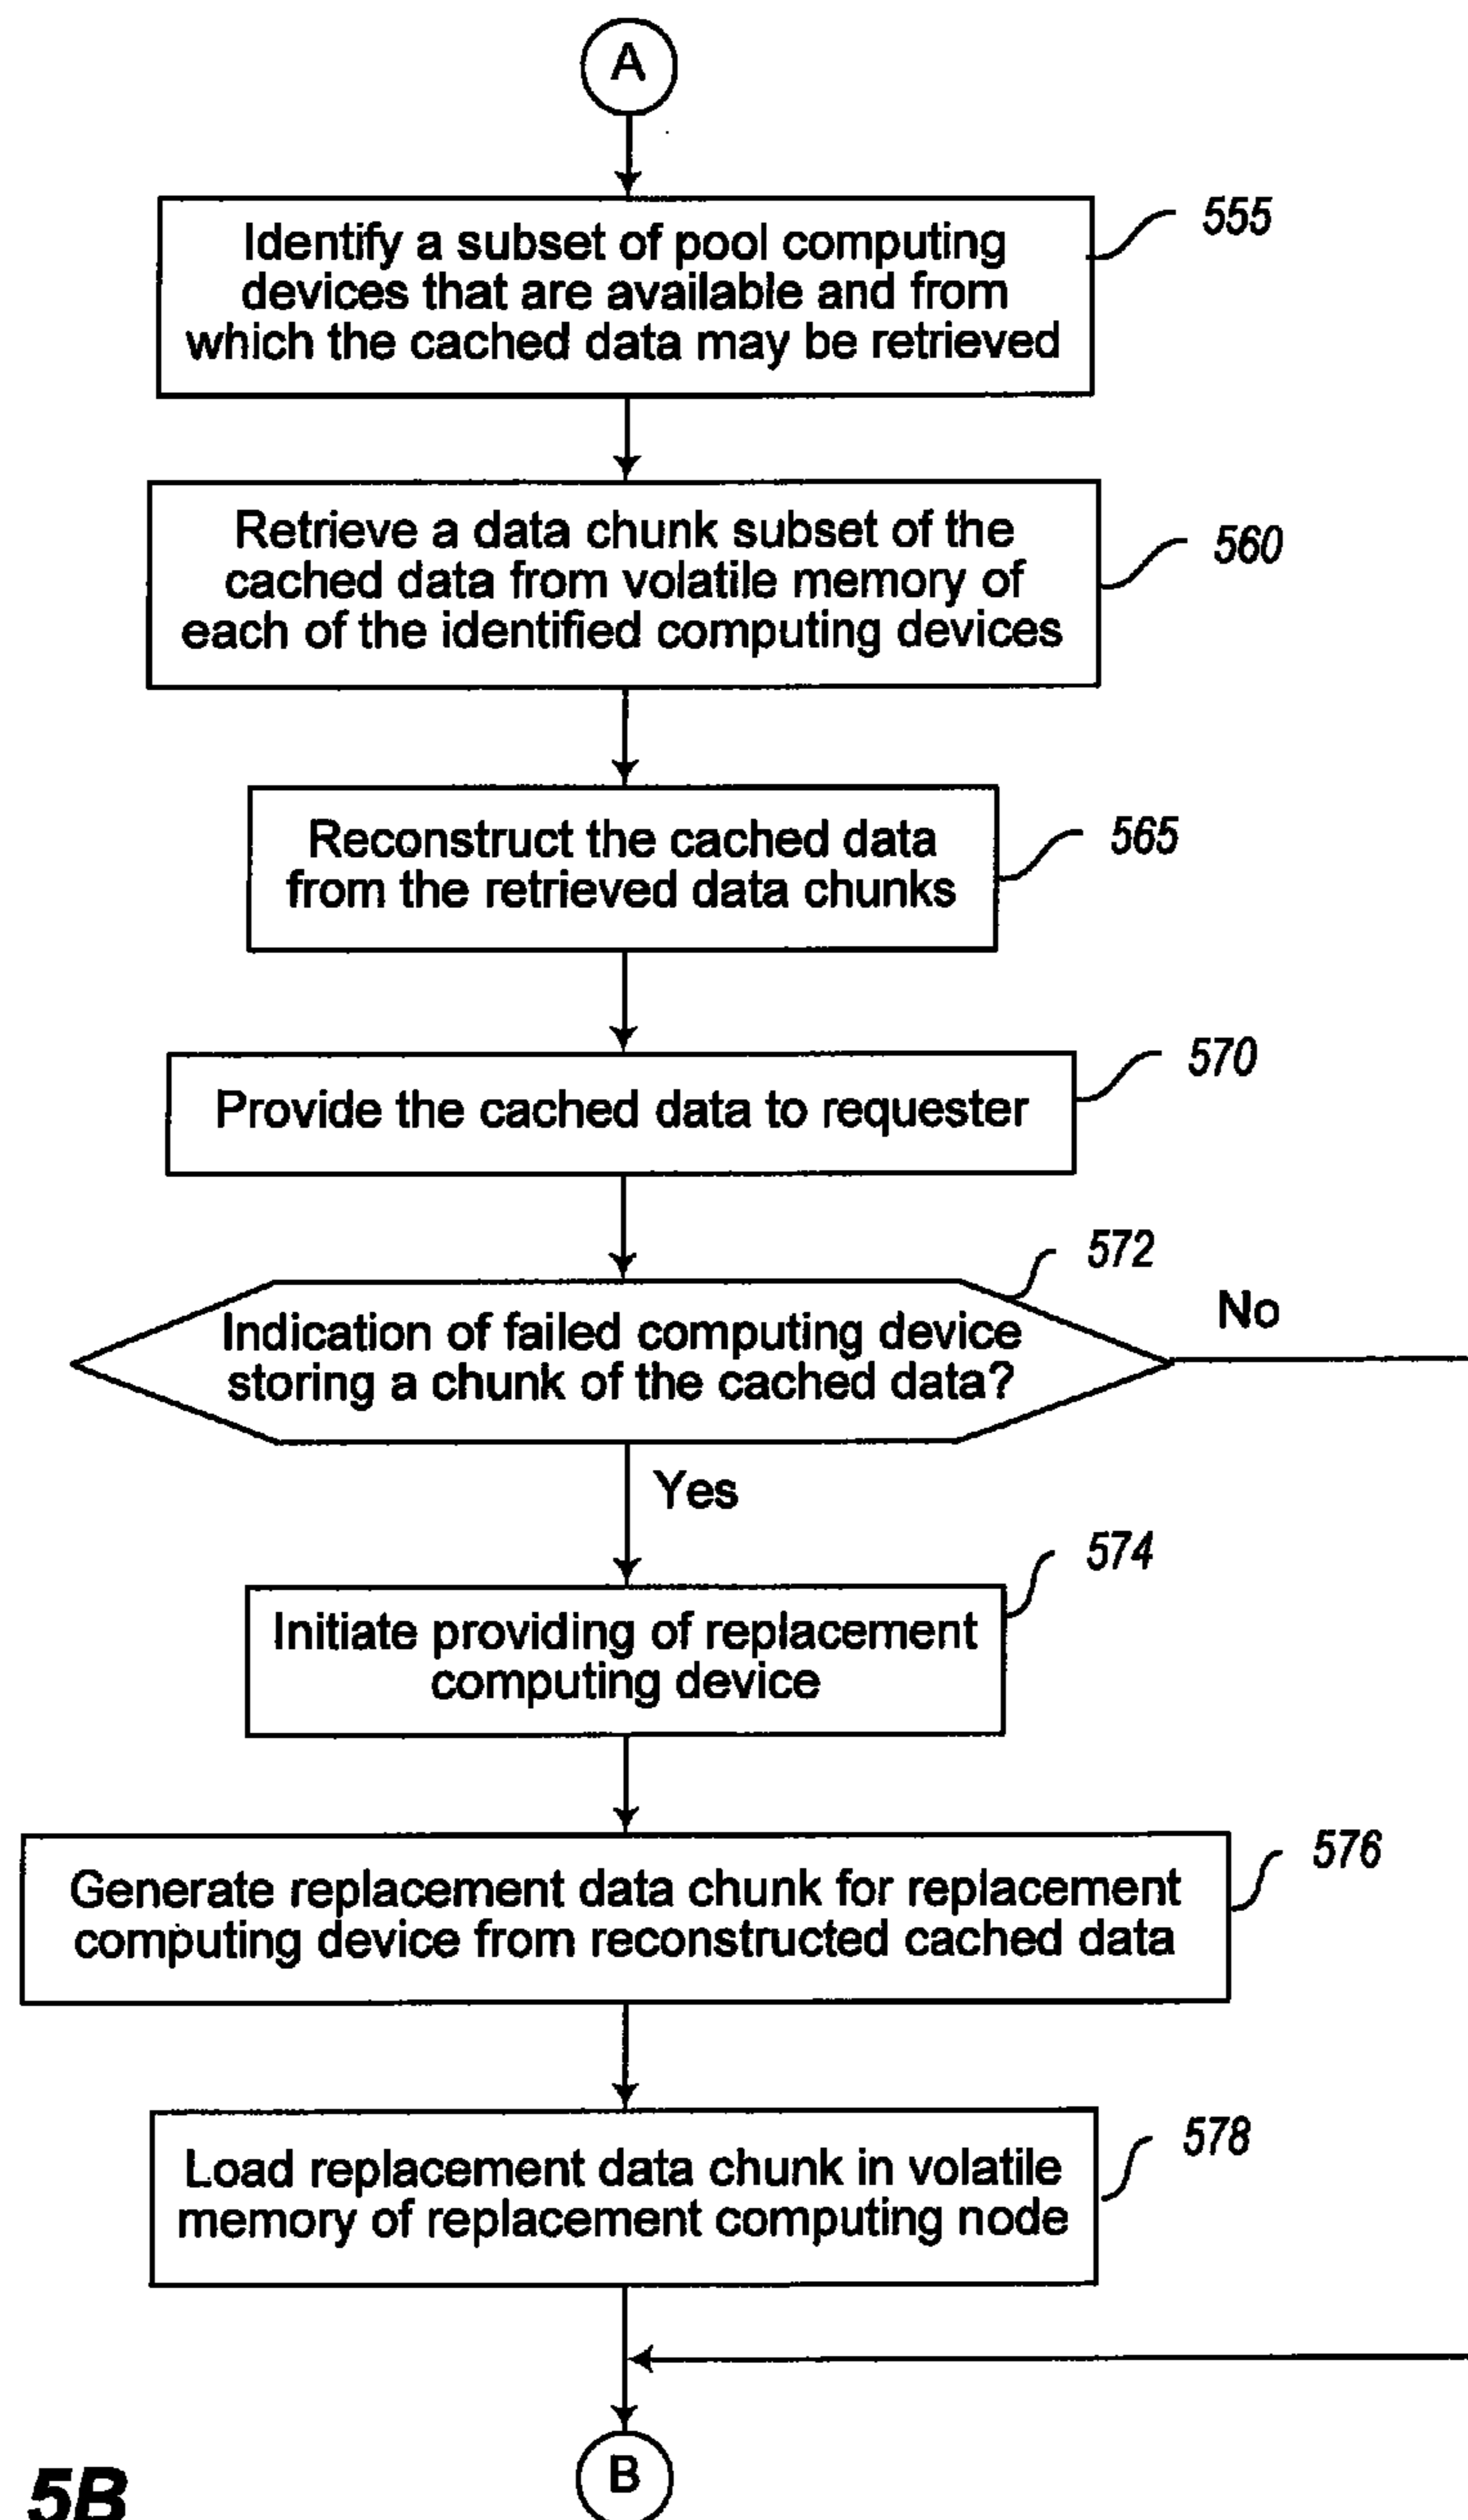 A
Identify a subset of pool computing
devices that are available and from
which the cached data may be retrieved
555
Retrieve a data chunk subset of the
cached data from volatile memory of
each of the identified computing devices
560
Reconstruct the cached data
from the retrieved data chunks
565
Provide the cached data to requester
570
Indication of failed computing device
storing a chunk of the cached data?
572
No
Yes
Initiate providing of replacement
computing device
574
Generate replacement data chunk for replacement
computing device from reconstructed cached data
576
Load replacement data chunk in volatile
memory of replacement computing node
578
B
5B